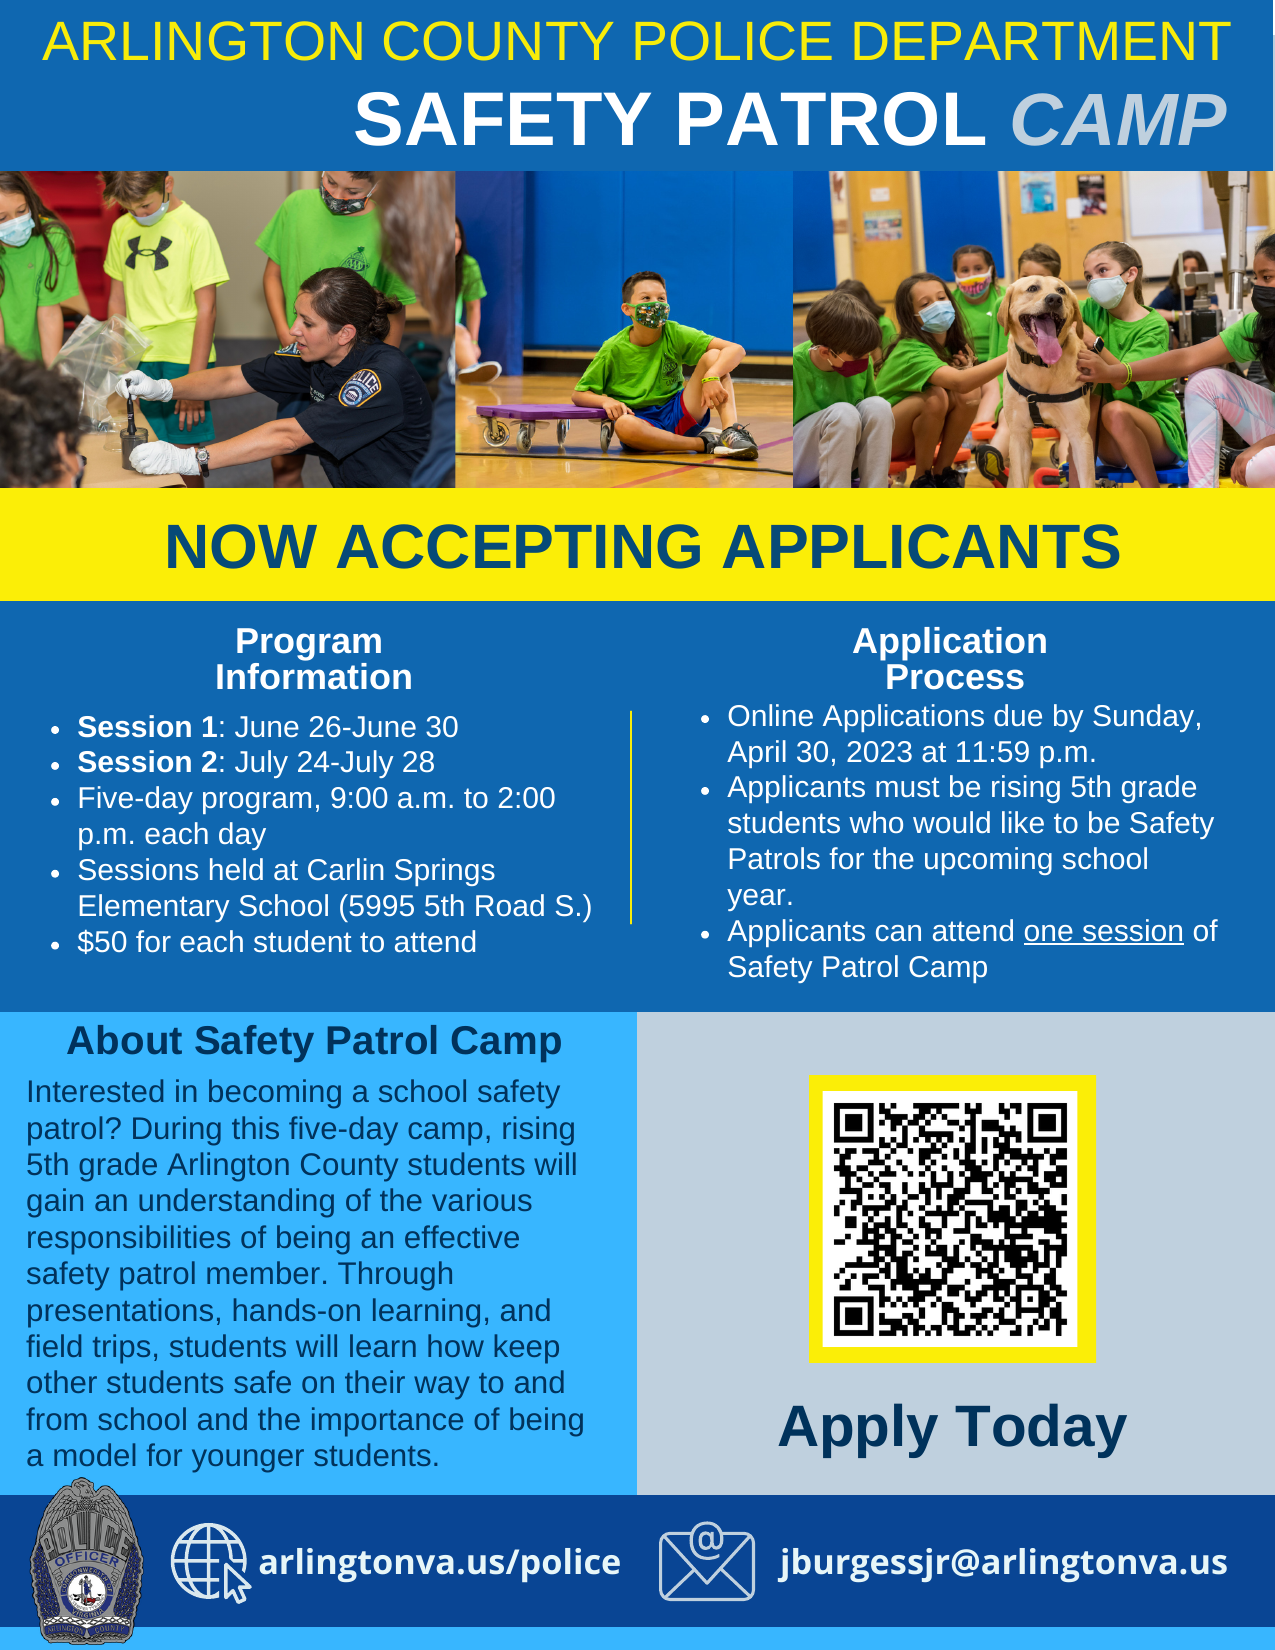 ARLINGTON COUNTY POLICE DEPARTMENT
SAFETY PATROL CAMP
POLICE
NOW ACCEPTING APPLICANTS
Program
Information
• Session 1: June 26-June 30
• Session 2: July 24-July 28
• Five-day program, 9:00 a.m. to 2:00
p.m. each day
• Sessions held at Carlin Springs
Elementary School (5995 5th Road S.)
• $50 for each student to attend
Application
Process
• Online Applications due by Sunday,
April 30, 2023 at 11:59 p.m.
• Applicants must be rising 5th grade
students who would like to be Safety
Patrols for the upcoming school
year.
• Applicants can attend one session of
Safety Patrol Camp
About Safety Patrol Camp
Interested in becoming a school safety
patrol? During this five-day camp, rising
5th grade Arlington County students will
gain an understanding of the various
responsibilities of being an effective
safety patrol member. Through
presentations, hands-on learning, and
field trips, students will learn how keep
other students safe on their way to and
from school and the importance of being
a model for younger students.
Apply Today
POLICE
OFFICER
VIRGINIA
ARLINGTON COUNTY
arlingtonva.us/police
@
jburgessjr@arlingtonva.us